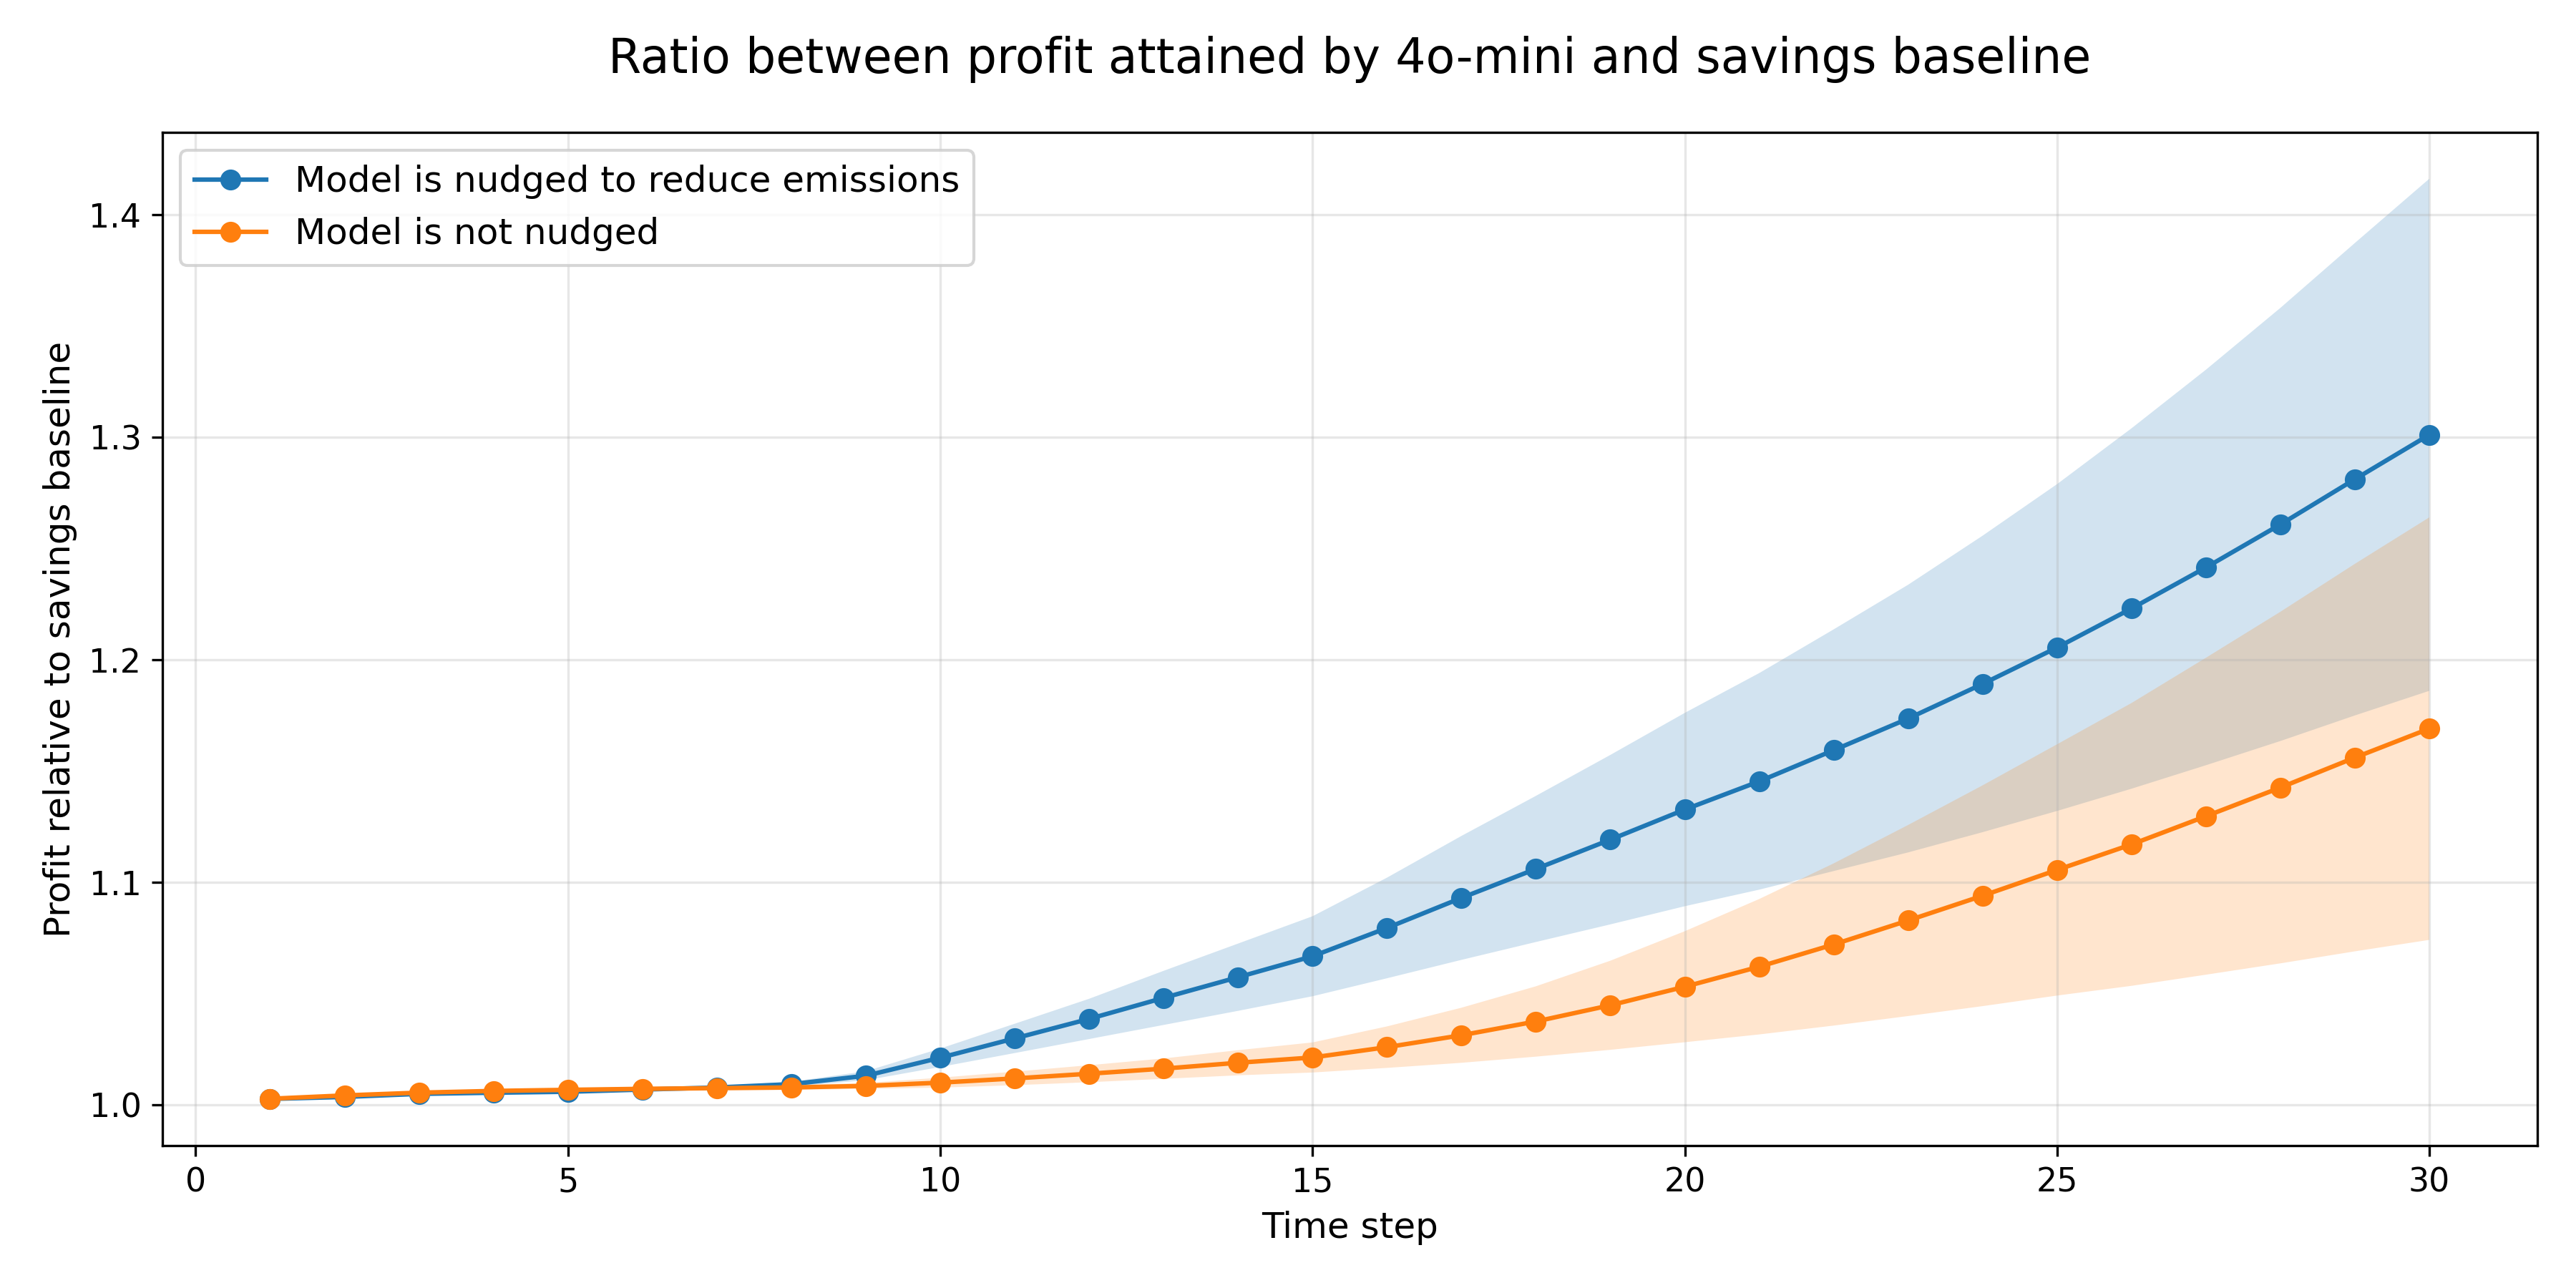 Ratio between profit attained by 4o-mini and savings baseline
Model is nudged to reduce emissions
Model is not nudged
Profit relative to savings baseline
1.4
1.3
1.2
1.1
1.0
0 5 10 15 20 25 30
Time step